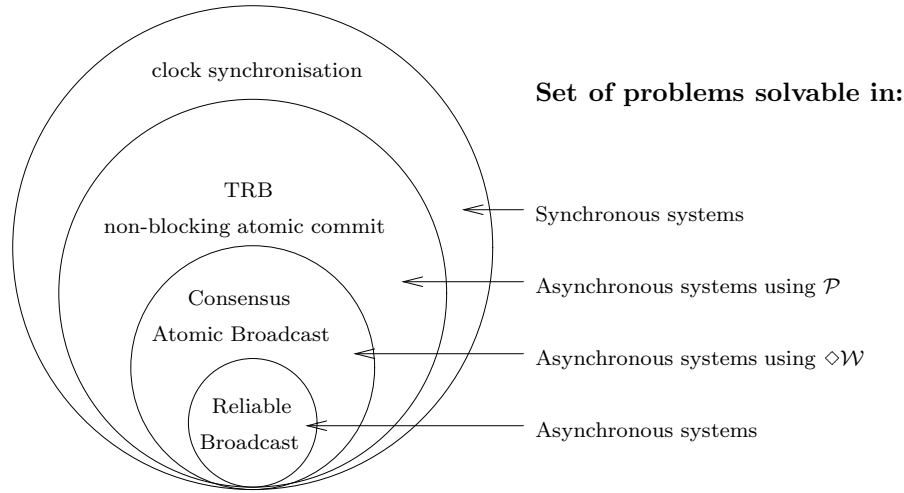 clock synchronisation
Set of problems solvable in:
TRB
non-blocking atomic commit
Synchronous systems
Asynchronous systems using 𝒫
Consensus
Atomic Broadcast
Asynchronous systems using ◇𝒲
Reliable
Broadcast
Asynchronous systems